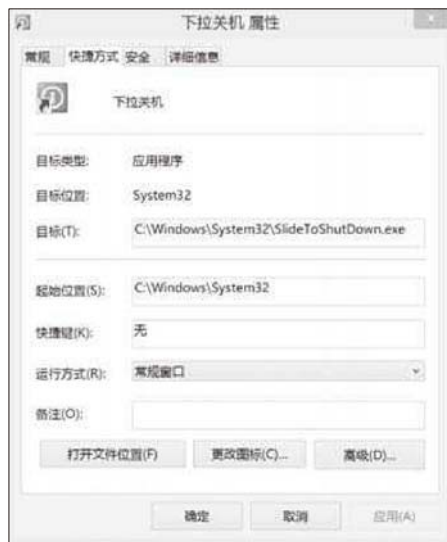 下拉关机 属性
常规 快捷方式 安全 详细信息
下拉关机
目标类型: 应用程序
目标位置: System32
目标(T): C:\Windows\System32\SlideToShutDown.exe
起始位置(S): C:\Windows\System32
快捷键(K): 无
运行方式(R): 常规窗口
备注(O):
打开文件位置(F) 更改图标(C)... 高级(D)...
确定 取消 应用(A)